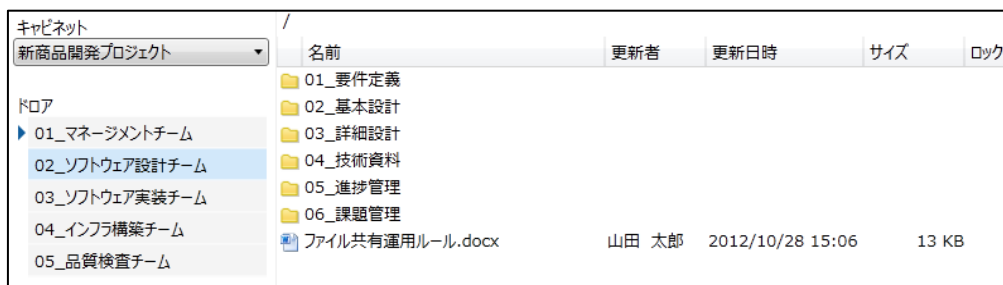 キャビネット
新商品開発プロジェクト
ドロア
01_マネージメントチーム
02_ソフトウェア設計チーム
03_ソフトウェア実装チーム
04_インフラ構築チーム
05_品質検査チーム
/
名前 更新者 更新日時 サイズ ロック
01_要件定義
02_基本設計
03_詳細設計
04_技術資料
05_進捗管理
06_課題管理
ファイル共有運用ルール.docx 山田 太郎 2012/10/28 15:06 13 KB